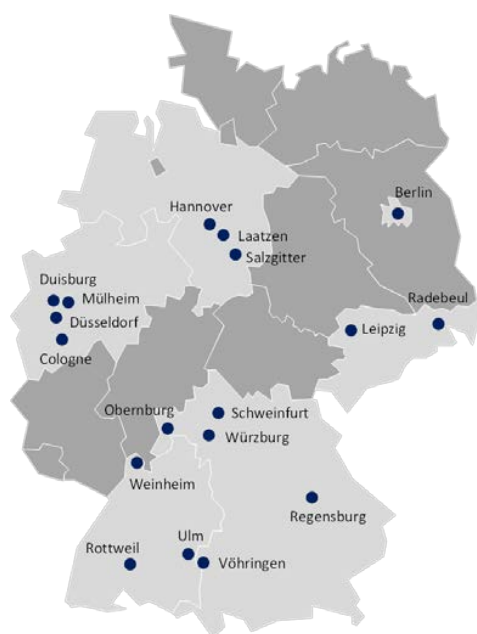 Berlin
Hannover
Laatzen
Salzgitter
Duisburg
Mülheim
Radebeul
Düsseldorf
Leipzig
Cologne
Obernburg
Schweinfurt
Würzburg
Weinheim
Regensburg
Ulm
Rottweil
Vöhringen